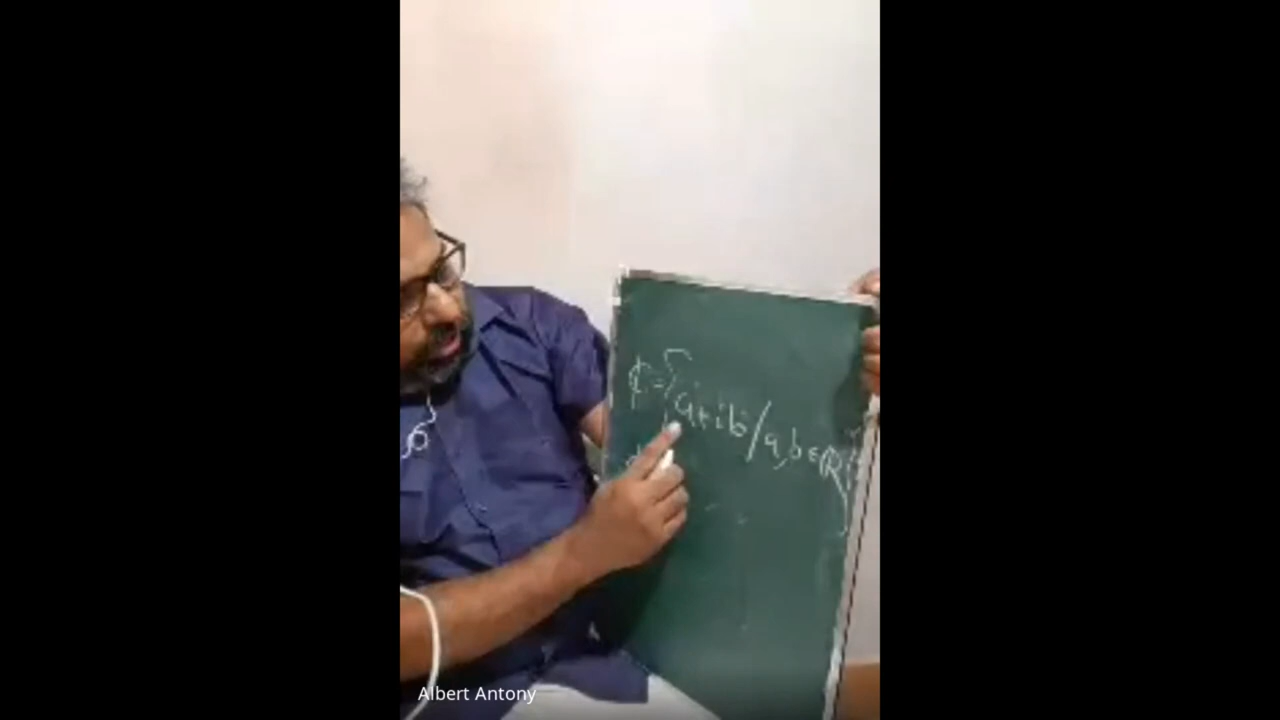 ℂ = {a+ib/a,b∈ℝ}
Albert Antony